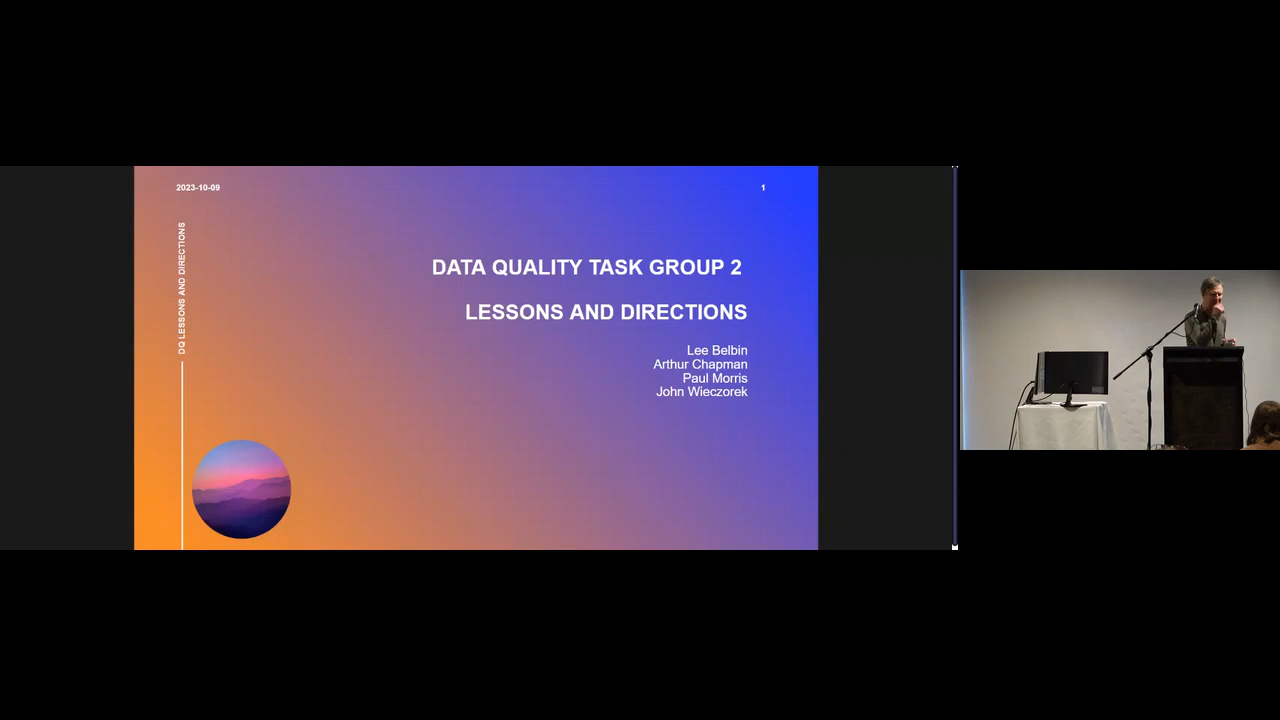 2023-10-09
1
DQ LESSONS AND DIRECTIONS
DATA QUALITY TASK GROUP 2
LESSONS AND DIRECTIONS
Lee Belbin
Arthur Chapman
Paul Morris
John Wieczorek